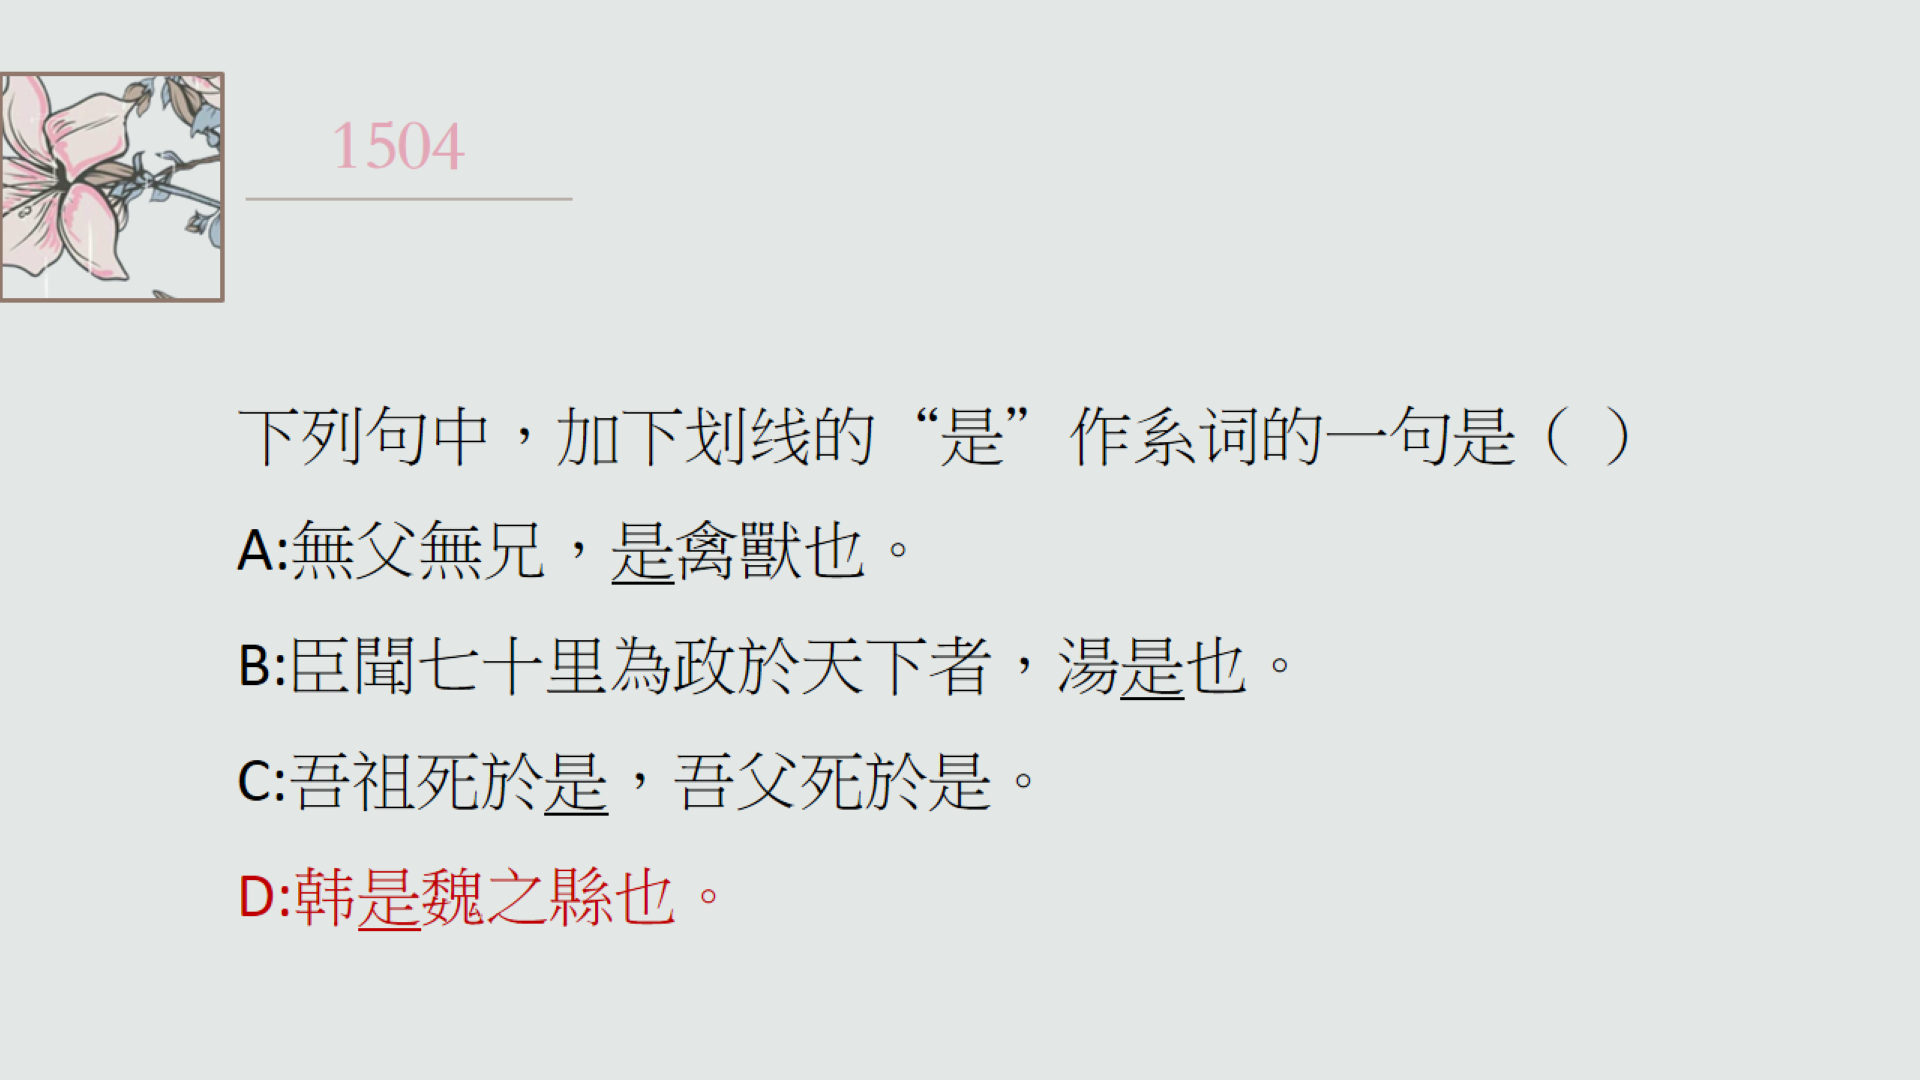 1504
下列句中，加下划线的“是”作系词的一句是（ ）
A:無父無兄，是禽獸也。
B:臣聞七十里為政於天下者，湯是也。
C:吾祖死於是，吾父死於是。
D:韩是魏之縣也。